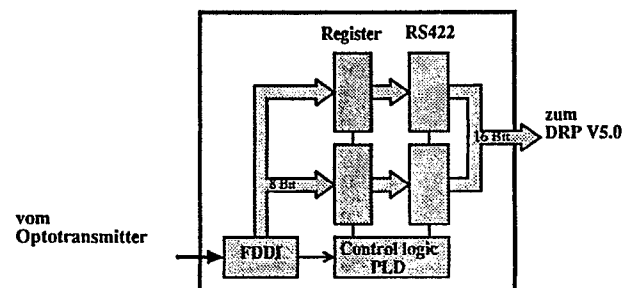 Register RS422
zum
DRP V5.0
16 Bit
8 Bit
vom
Optotransmitter
FDDI
Control logic
PLD